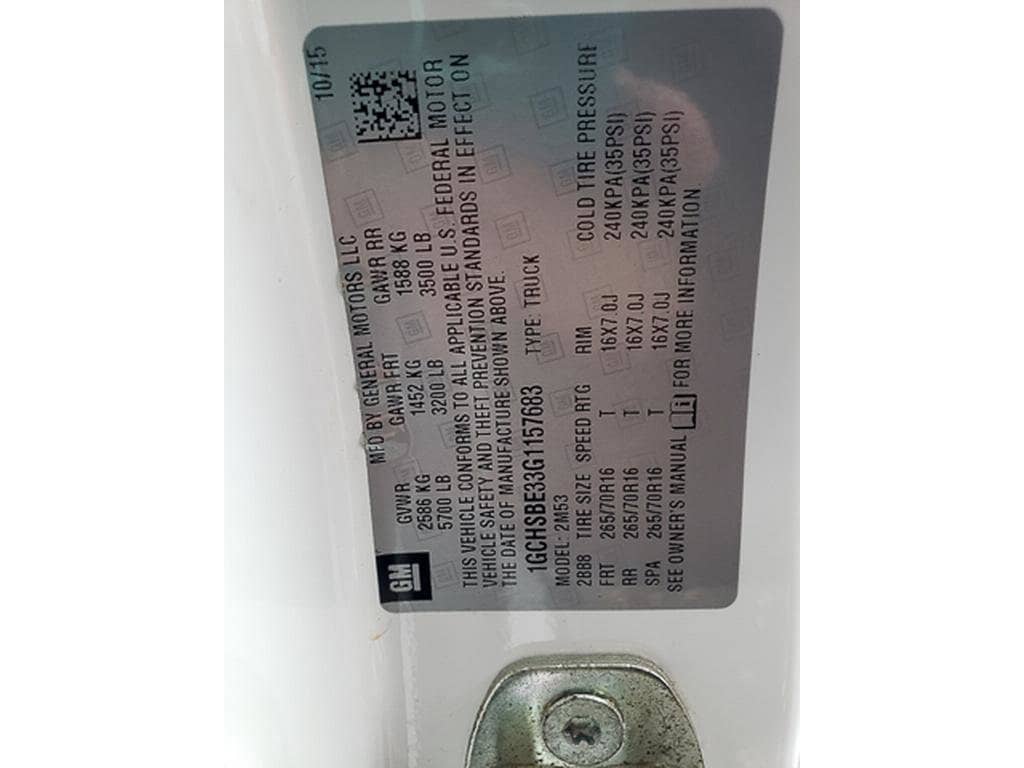 MFD BY GENERAL MOTORS LLC 10/15
GVWR GAWR FRT GAWR RR
2586 KG 1452 KG 1588 KG
5700 LB 3200 LB 3500 LB
GM
THIS VEHICLE CONFORMS TO ALL APPLICABLE U.S. FEDERAL MOTOR
VEHICLE SAFETY AND THEFT PREVENTION STANDARDS IN EFFECT ON
THE DATE OF MANUFACTURE SHOWN ABOVE.
1GCHSBE33G1157683 TYPE: TRUCK
MODEL: 2M53
2BBB TIRE SIZE SPEED RTG RIM COLD TIRE PRESSURE
FRT 265/70R16 T 16X7.0J 240KPA(35PSI)
RR 265/70R16 T 16X7.0J 240KPA(35PSI)
SPA 265/70R16 T 16X7.0J 240KPA(35PSI)
SEE OWNER'S MANUAL i FOR MORE INFORMATION